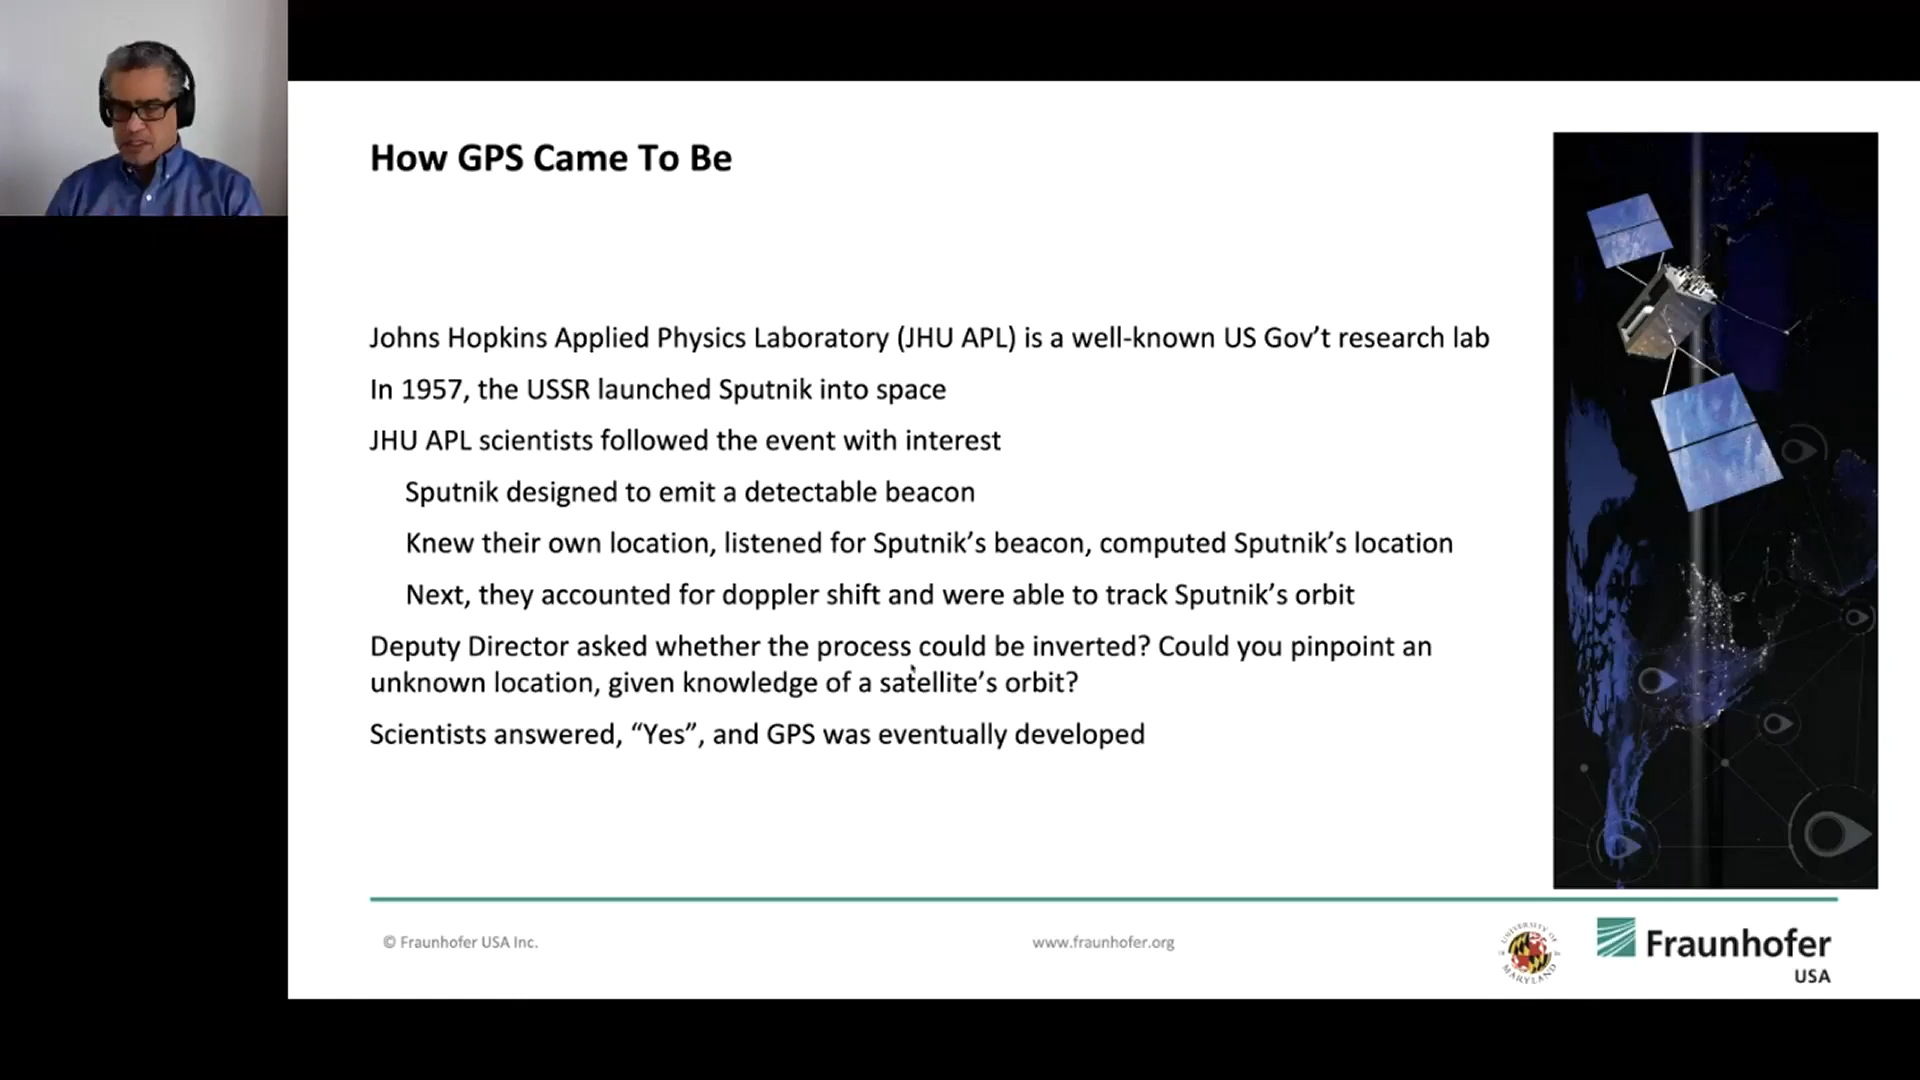 How GPS Came To Be
Johns Hopkins Applied Physics Laboratory (JHU APL) is a well-known US Gov’t research lab
In 1957, the USSR launched Sputnik into space
JHU APL scientists followed the event with interest
Sputnik designed to emit a detectable beacon
Knew their own location, listened for Sputnik’s beacon, computed Sputnik’s location
Next, they accounted for doppler shift and were able to track Sputnik’s orbit
Deputy Director asked whether the process could be inverted? Could you pinpoint an
unknown location, given knowledge of a satellite’s orbit?
Scientists answered, “Yes”, and GPS was eventually developed
© Fraunhofer USA Inc.
www.fraunhofer.org
UNIVERSITY OF
MARYLAND
Fraunhofer
USA